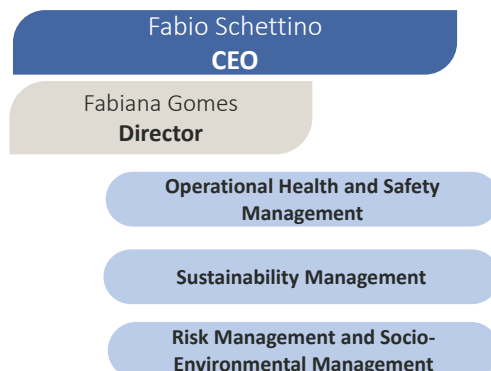 Fabio Schettino
CEO
Fabiana Gomes
Director
Operational Health and Safety
Management
Sustainability Management
Risk Management and Socio-
Environmental Management